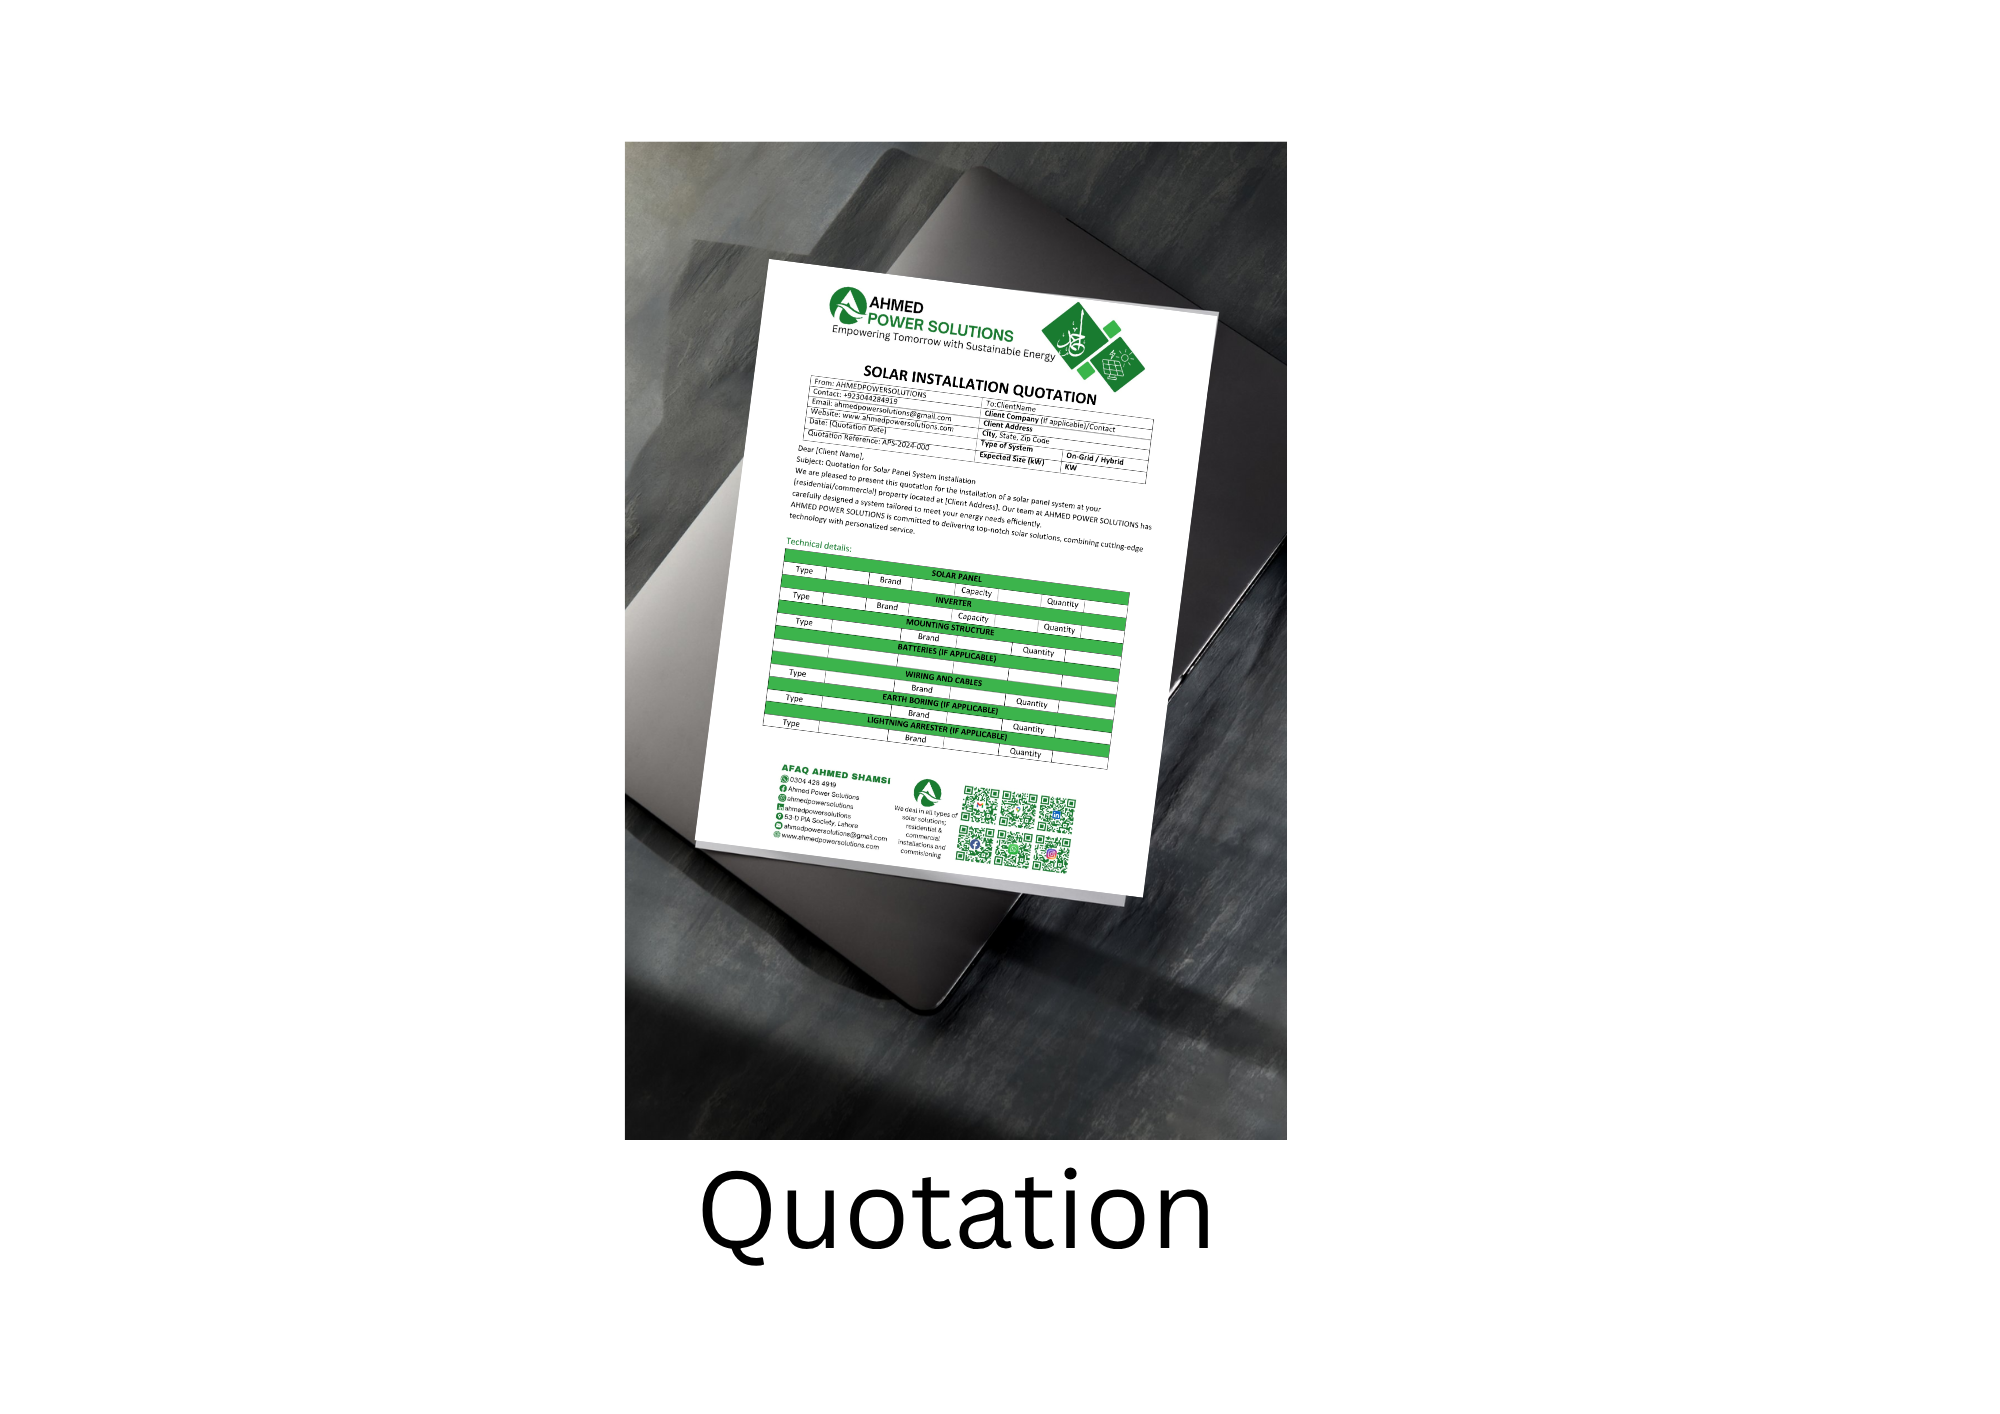 AHMED
POWER SOLUTIONS
Empowering Tomorrow with Sustainable Energy
SOLAR INSTALLATION QUOTATION
From: AHMEDPOWERSOLUTIONS
To:ClientName
Contact: +923044284919
Client Company (if applicable)/Contact
Email: ahmedpowersolutions@gmail.com
Client Address
Website: www.ahmedpowersolutions.com
City, State, Zip Code
Date: [Quotation Date]
Type of System On-Grid / Hybrid
Quotation Reference: APS-2024-000
Expected Size (kW) KW
Dear [Client Name],
Subject: Quotation for Solar Panel System Installation
We are pleased to present this quotation for the installation of a solar panel system at your
[residential/commercial] property located at [Client Address]. Our team at AHMED POWER SOLUTIONS has
carefully designed a system tailored to meet your energy needs efficiently.
AHMED POWER SOLUTIONS is committed to delivering top-notch solar solutions, combining cutting-edge
technology with personalized service.
Technical details:
SOLAR PANEL
Type Brand Capacity Quantity
INVERTER
Type Brand Capacity Quantity
MOUNTING STRUCTURE
Type Brand Quantity
BATTERIES (IF APPLICABLE)
WIRING AND CABLES
Type Brand Quantity
EARTH BORING (IF APPLICABLE)
Type Brand Quantity
LIGHTNING ARRESTER (IF APPLICABLE)
Type Brand Quantity
AFAQ AHMED SHAMSI
0304 428 4919
Ahmed Power Solutions
ahmedpowersolutions
ahmedpowersolutions
53-D PIA Society, Lahore
ahmedpowersolutions@gmail.com
www.ahmedpowersolutions.com
We deal in all types of
solar solutions;
residential &
commercial
installations and
commisioning
Quotation